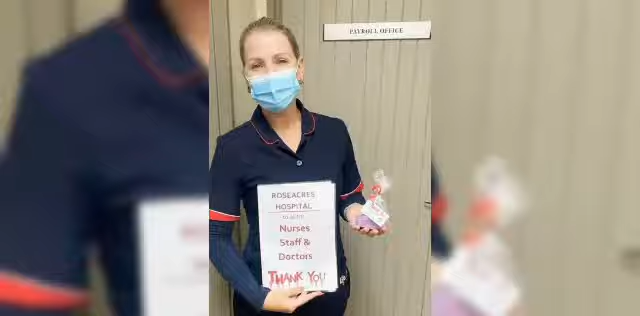 PAYROLL OFFICE
ROSEACRES
HOSPITAL
Nurses
Staff &
Doctors
THANK YOU